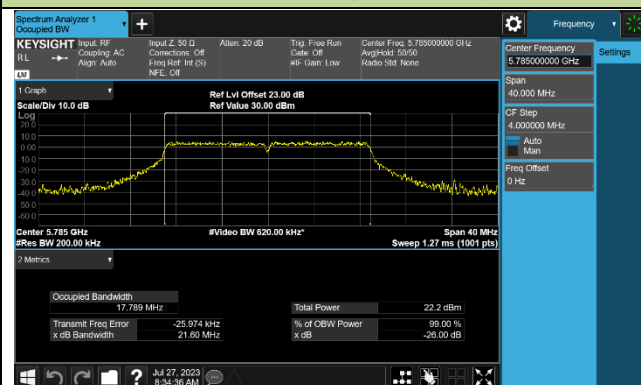 Spectrum Analyzer 1
Occupied BW
Frequency
KEYSIGHT
RL
LXI
Input: RF
Coupling: AC
Align: Auto
Input Z: 50 Ω
Corrections: Off
Freq Ref: Int (S)
NFE: Off
Atten: 20 dB
Trig: Free Run
Gate: Off
#IF Gain: Low
Center Freq: 5.785000000 GHz
Avg|Hold: 50/50
Radio Std: None
Center Frequency
5.785000000 GHz
Settings
Span
40.000 MHz
CF Step
4.000000 MHz
Auto
Man
Freq Offset
0 Hz
1 Graph
Scale/Div 10.0 dB
Ref Lvl Offset 23.00 dB
Ref Value 30.00 dBm
Log
20.0
10.0
0.00
-10.0
-20.0
-30.0
-40.0
-50.0
-60.0
Center 5.785 GHz
#Video BW 620.00 kHz*
Span 40 MHz
#Res BW 200.00 kHz
Sweep 1.27 ms (1001 pts)
2 Metrics
Occupied Bandwidth
17.789 MHz
Total Power 22.2 dBm
Transmit Freq Error -25.974 kHz
% of OBW Power 99.00 %
x dB Bandwidth 21.60 MHz
x dB -26.00 dB
Jul 27, 2023
8:34:36 AM